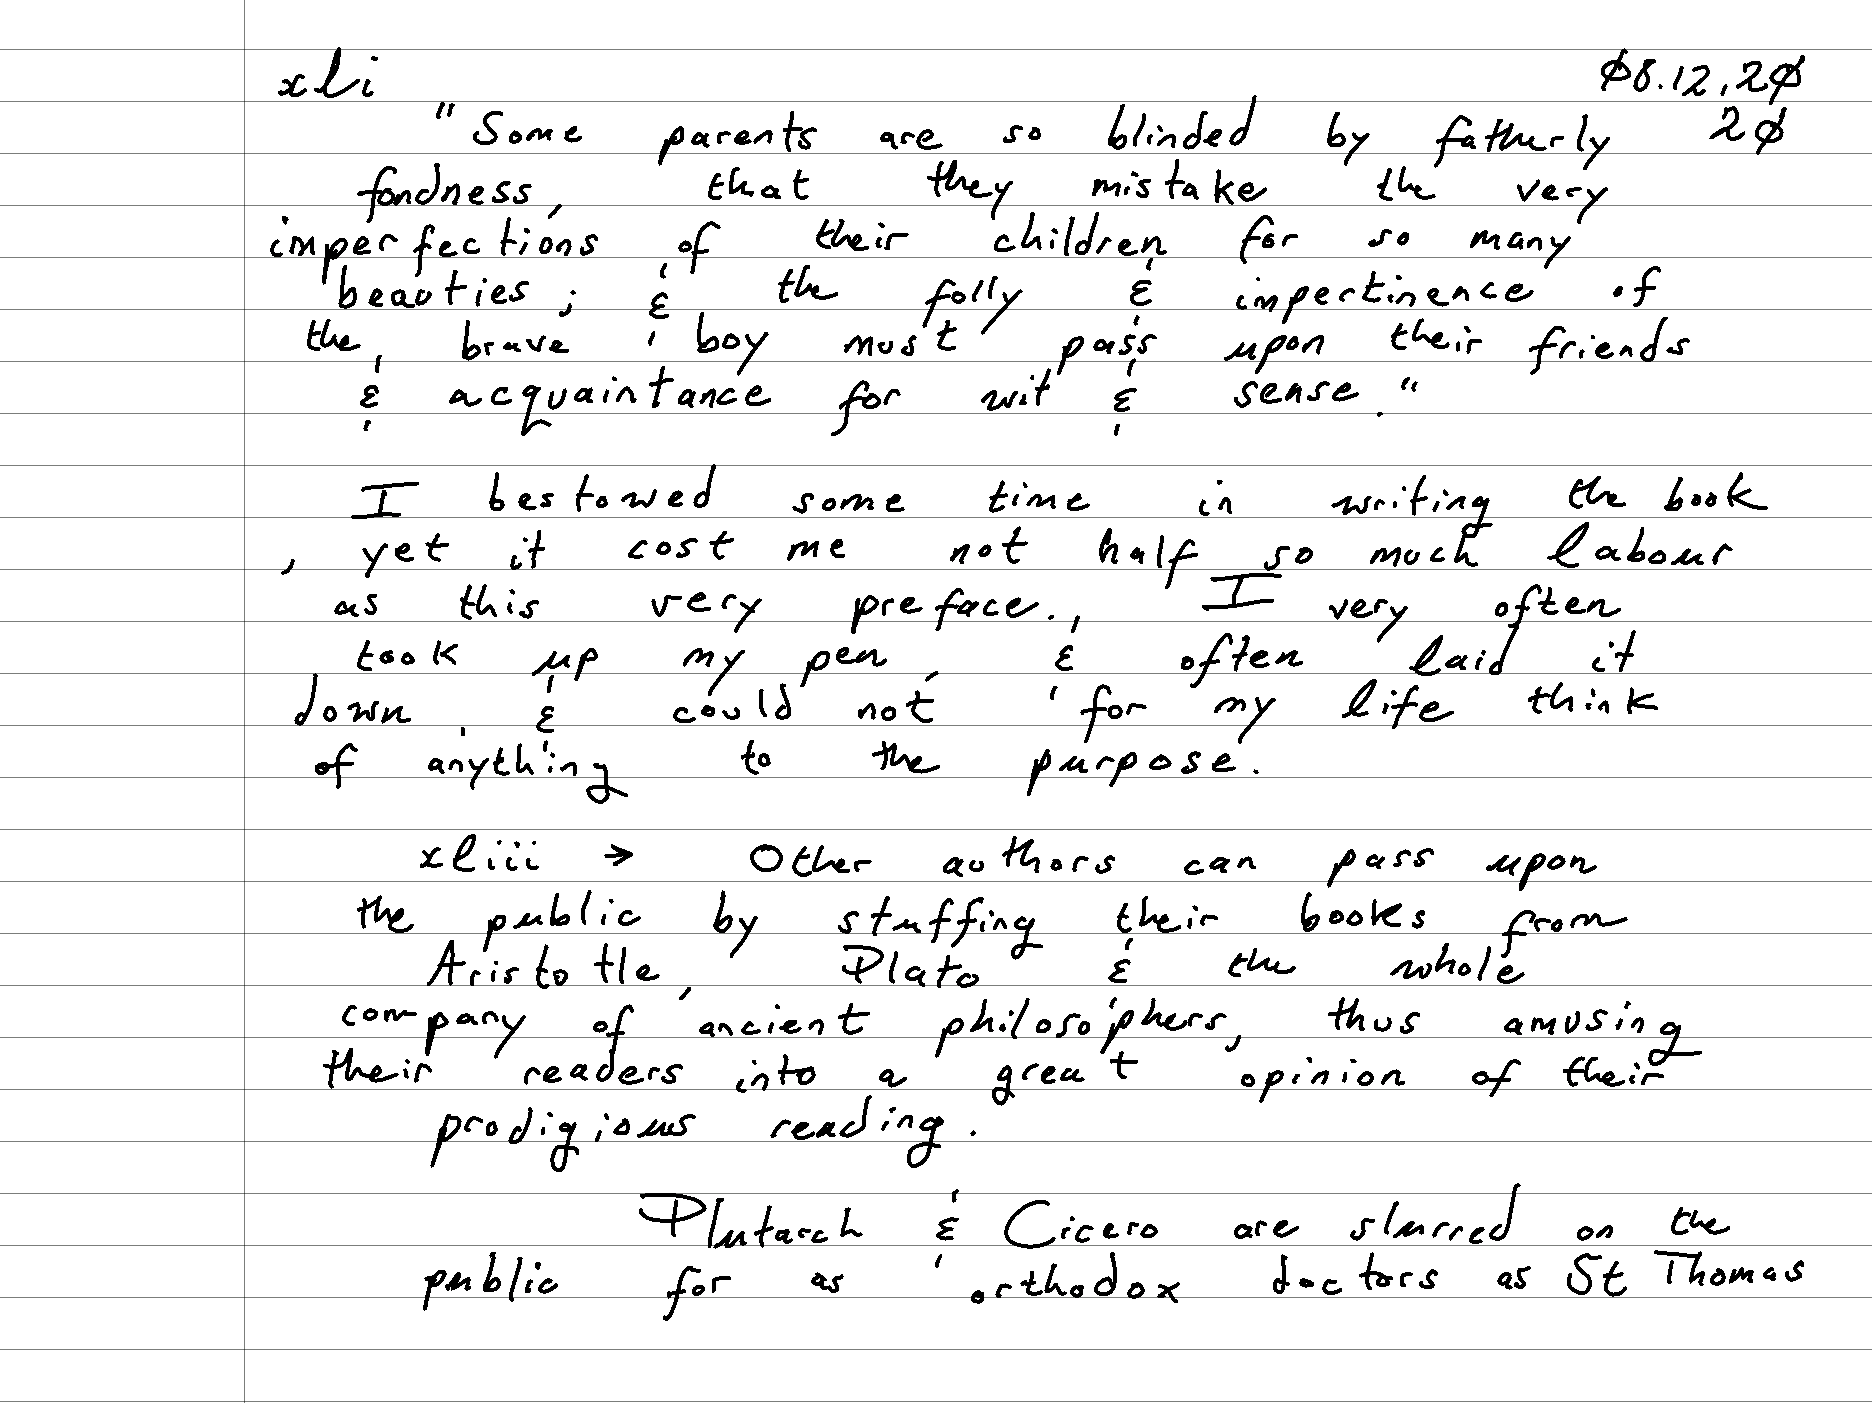 xli 08.12.20
"Some parents are so blinded by fatherly 20
fondness, that they mistake the very
imperfections of their children for so many
beauties; & the folly & impertinence of
the brave boy must pass upon their friends
& acquaintance for wit & sense."
I bestowed some time in writing the book
, yet it cost me not half so much labour
as this very preface. I very often
took up my pen, & often laid it
down, & could not for my life think
of anything to the purpose.
xliii → Other authors can pass upon
the public by stuffing their books from
Aristotle, Plato & the whole
company of ancient philosophers, thus amusing
their readers into a great opinion of their
prodigious reading.
Plutarch & Cicero are slurred on the
public for as orthodox doctors as St Thomas